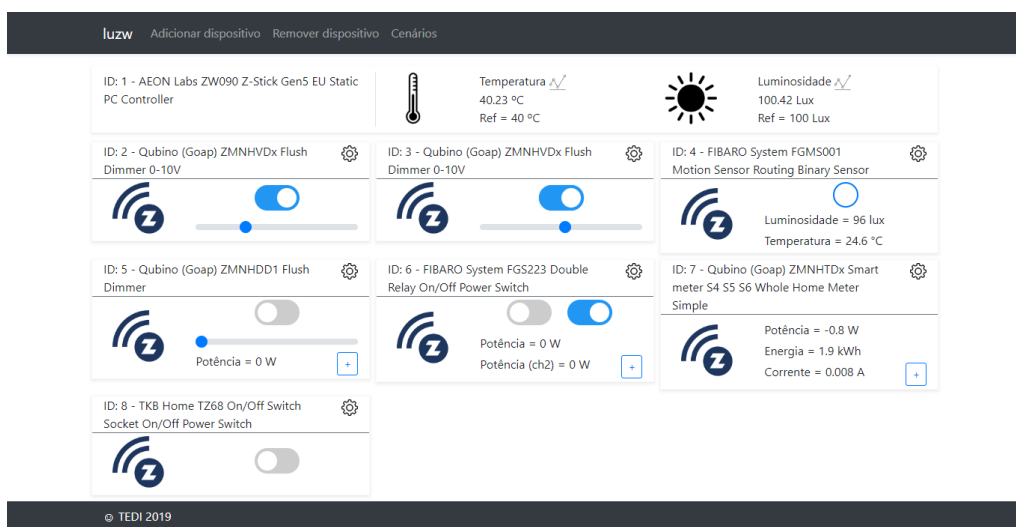 luzw Adicionar dispositivo Remover dispositivo Cenários
ID: 1 - AEON Labs ZW090 Z-Stick Gen5 EU Static
PC Controller
Temperatura
40.23 ºC
Ref = 40 ºC
Luminosidade
100.42 Lux
Ref = 100 Lux
ID: 2 - Qubino (Goap) ZMNHVDx Flush
Dimmer 0-10V
Z
ID: 3 - Qubino (Goap) ZMNHVDx Flush
Dimmer 0-10V
Z
ID: 4 - FIBARO System FGMS001
Motion Sensor Routing Binary Sensor
Z
Luminosidade = 96 lux
Temperatura = 24.6 °C
ID: 5 - Qubino (Goap) ZMNHDD1 Flush
Dimmer
Z
Potência = 0 W
+
ID: 6 - FIBARO System FGS223 Double
Relay On/Off Power Switch
Z
Potência = 0 W
Potência (ch2) = 0 W
+
ID: 7 - Qubino (Goap) ZMNHTDx Smart
meter S4 S5 S6 Whole Home Meter
Simple
Z
Potência = -0.8 W
Energia = 1.9 kWh
Corrente = 0.008 A
+
ID: 8 - TKB Home TZ68 On/Off Switch
Socket On/Off Power Switch
Z
☺ TEDI 2019